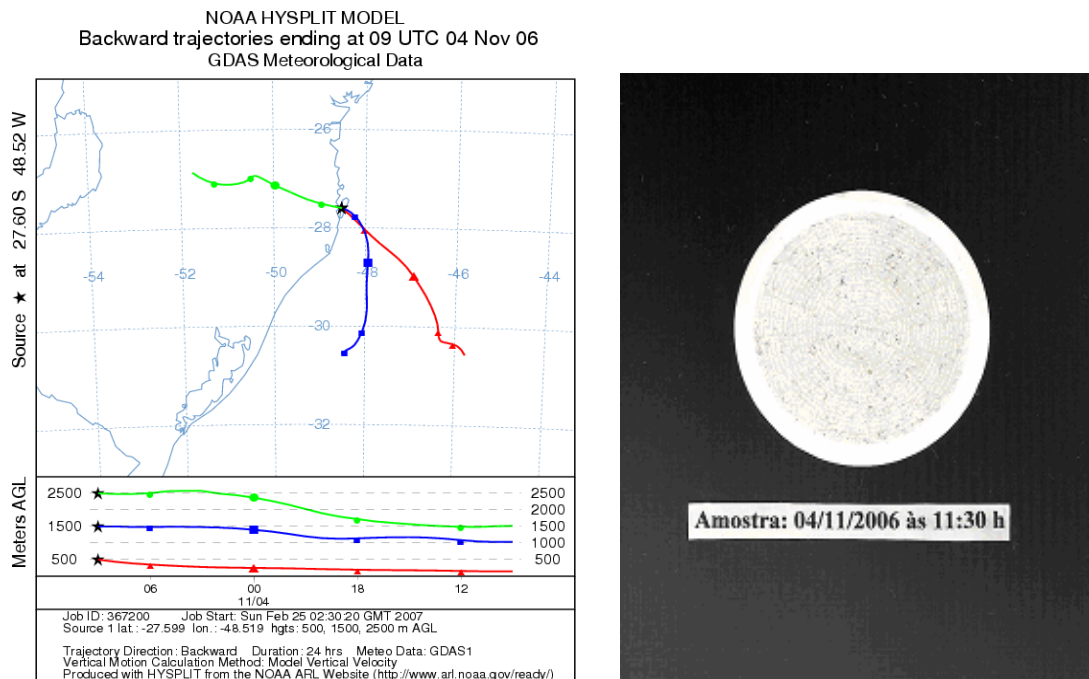 NOAA HYSPLIT MODEL
Backward trajectories ending at 09 UTC 04 Nov 06
GDAS Meteorological Data
Source ★ at 27.60 S 48.52 W
-26
-28
-54 -52 -50 -48 -46 -44
-30
-32
Meters AGL
2500 2500
2000
1500 1500
1000
500 500
06 00 18 12
11/04
Job ID: 367200 Job Start: Sun Feb 25 02:30:20 GMT 2007
Source 1 lat.: -27.599 lon.: -48.519 hgts: 500, 1500, 2500 m AGL
Trajectory Direction: Backward Duration: 24 hrs Meteo Data: GDAS1
Vertical Motion Calculation Method: Model Vertical Velocity
Produced with HYSPLIT from the NOAA ARL Website (http://www.arl.noaa.gov/ready/)
Amostra: 04/11/2006 às 11:30 h